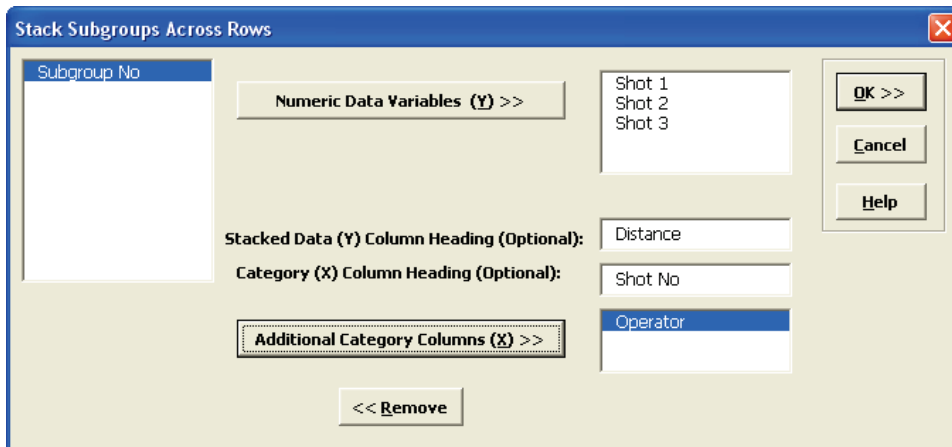 Stack Subgroups Across Rows
Subgroup No
Numeric Data Variables (Y) >>
Shot 1
Shot 2
Shot 3
OK >>
Cancel
Help
Stacked Data (Y) Column Heading (Optional):
Distance
Category (X) Column Heading (Optional):
Shot No
Additional Category Columns (X) >>
Operator
<< Remove